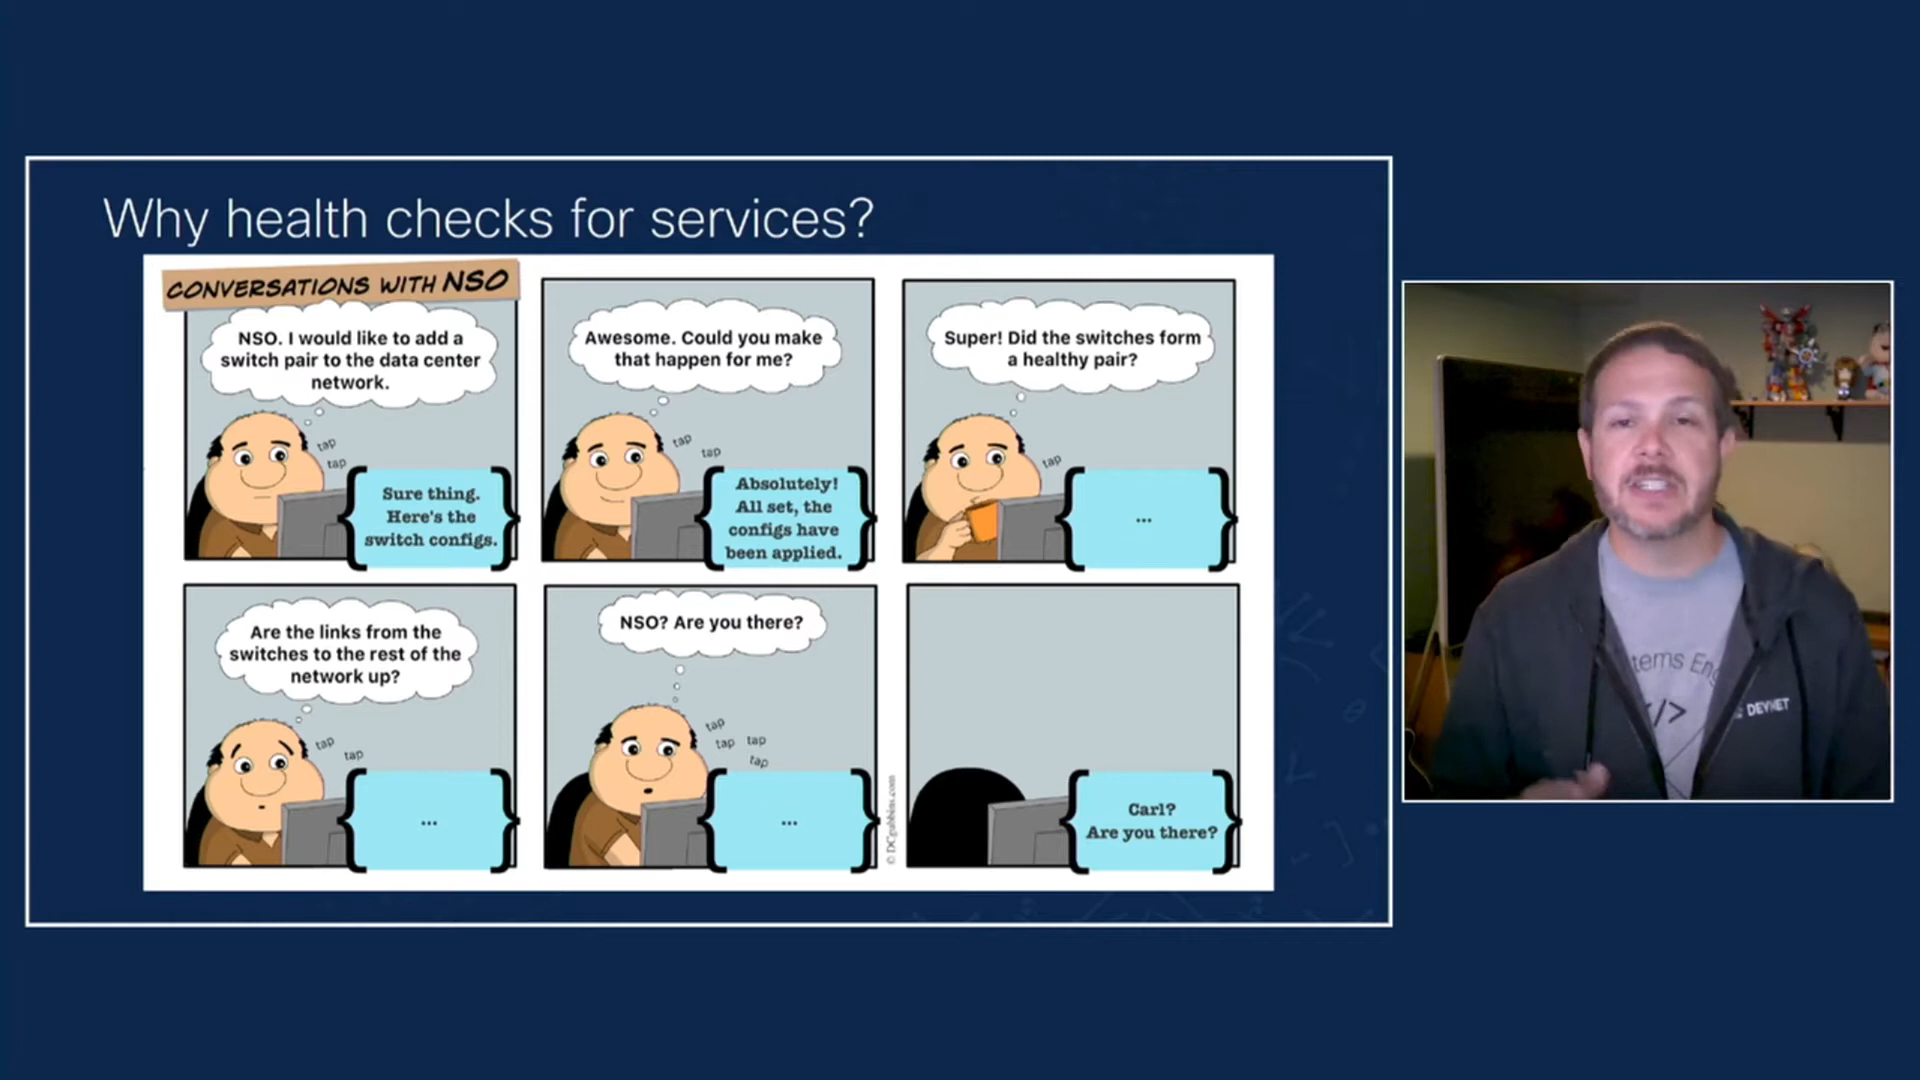 Why health checks for services?
CONVERSATIONS WITH NSO
NSO. I would like to add a
switch pair to the data center
network.
tap
tap
Sure thing.
Here's the
switch configs.
Awesome. Could you make
that happen for me?
tap
tap
Absolutely!
All set, the
configs have
been applied.
Super! Did the switches form
a healthy pair?
tap
...
Are the links from the
switches to the rest of the
network up?
tap
tap
...
NSO? Are you there?
tap
tap tap
tap
...
© DCgubbins.com
Carl?
Are you there?
tems Eng
/>
DEVNET